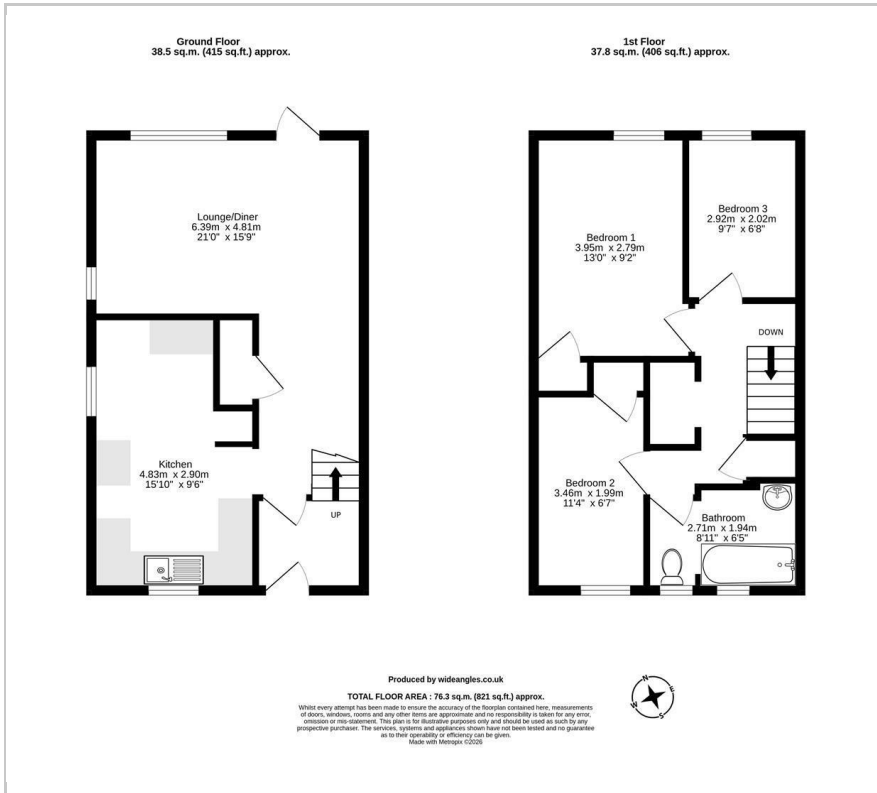 Ground Floor
38.5 sq.m. (415 sq.ft.) approx.
1st Floor
37.8 sq.m. (406 sq.ft.) approx.
Lounge/Diner
6.39m x 4.81m
21'0" x 15'9"
Kitchen
4.83m x 2.90m
15'10" x 9'6"
UP
Bedroom 3
2.92m x 2.02m
9'7" x 6'8"
Bedroom 1
3.95m x 2.79m
13'0" x 9'2"
DOWN
Bedroom 2
3.46m x 1.99m
11'4" x 6'7"
Bathroom
2.71m x 1.94m
8'11" x 6'5"
Produced by wideangles.co.uk
TOTAL FLOOR AREA : 76.3 sq.m. (821 sq.ft.) approx.
Whilst every attempt has been made to ensure the accuracy of the floorplan contained here, measurements
of doors, windows, rooms and any other items are approximate and no responsibility is taken for any error,
omission or mis-statement. This plan is for illustrative purposes only and should be used as such by any
prospective purchaser. The services, systems and appliances shown have not been tested and no guarantee
as to their operability or efficiency can be given.
Made with Metropix ©2026
N
E
S
W